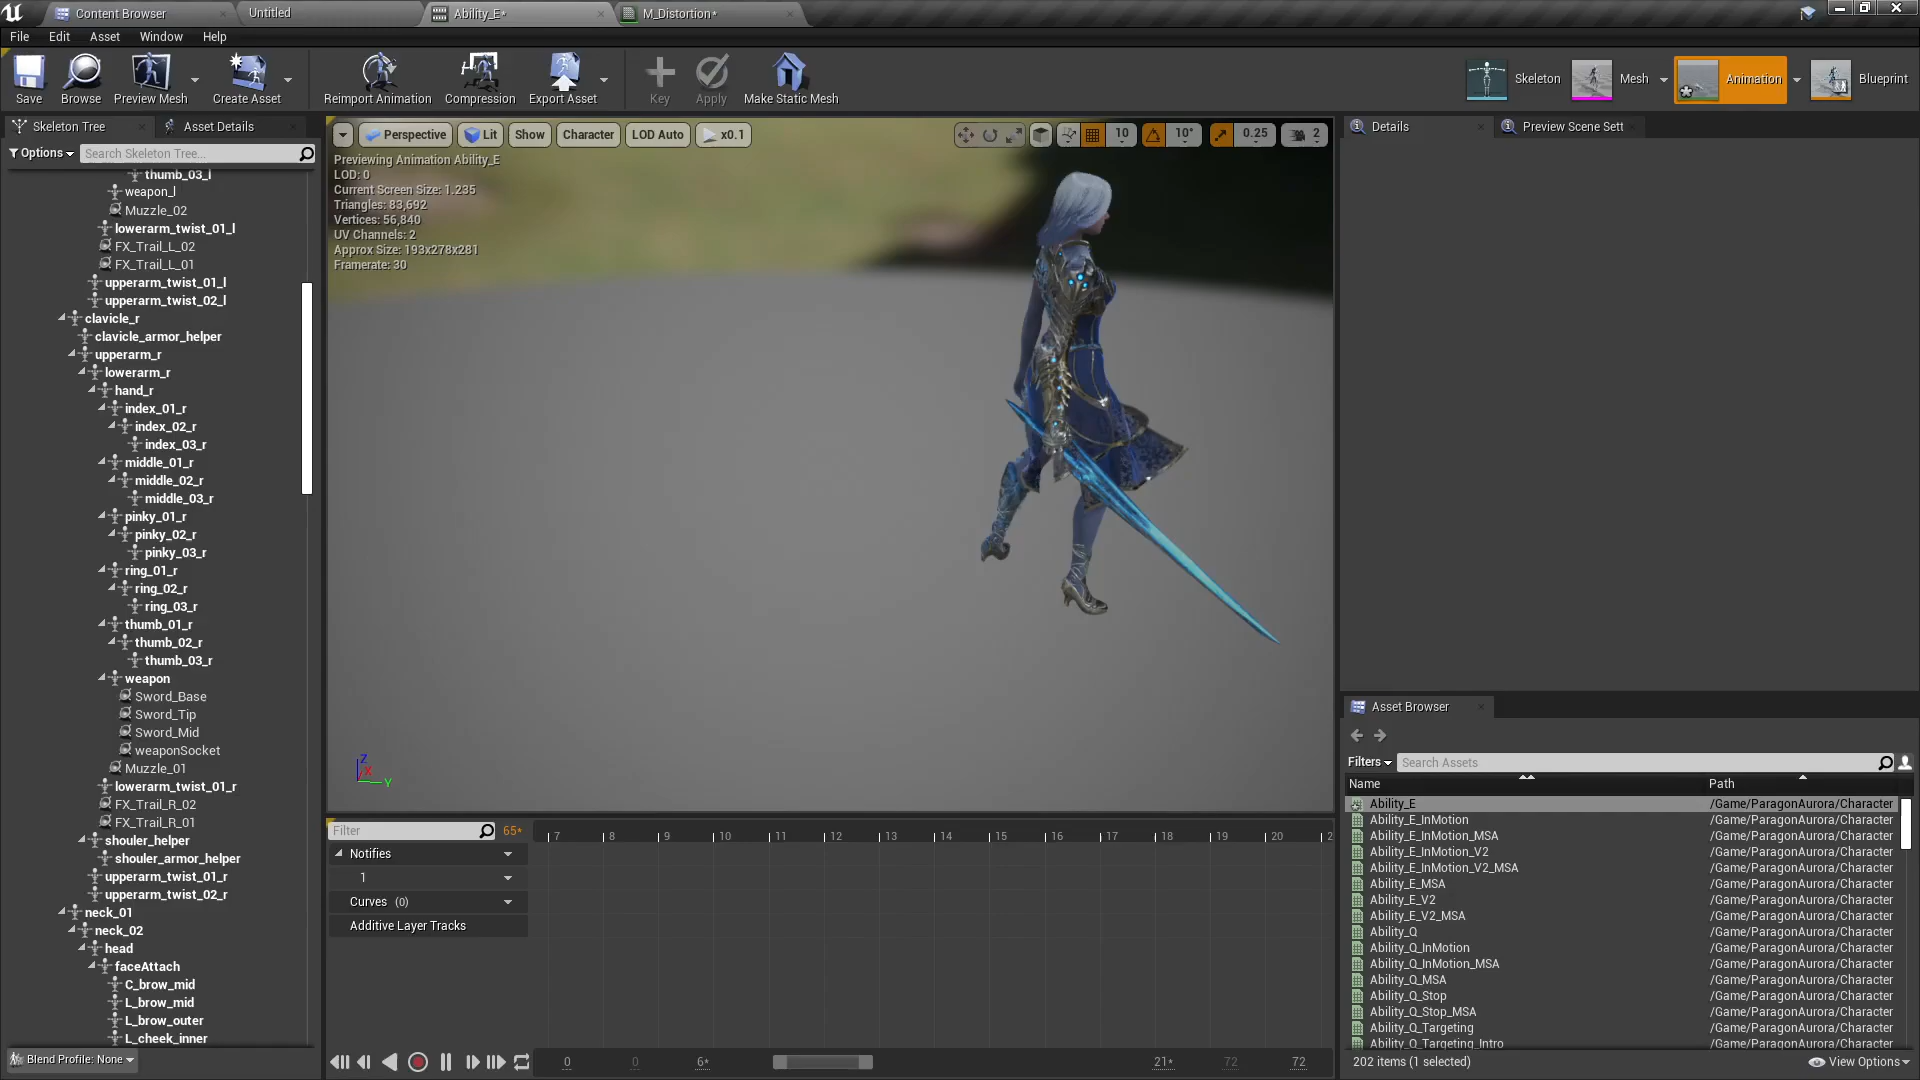 Content Browser
Untitled
Ability_E*
M_Distortion*
File Edit Asset Window Help
Save
Browse
Preview Mesh
Create Asset
Reimport Animation
Compression
Export Asset
Key
Apply
Make Static Mesh
Skeleton
Mesh
Animation
Blueprint
Skeleton Tree
Asset Details
Options
Search Skeleton Tree...
thumb_03_l
weapon_l
Muzzle_02
lowerarm_twist_01_l
FX_Trail_L_02
FX_Trail_L_01
upperarm_twist_01_l
upperarm_twist_02_l
clavicle_r
clavicle_armor_helper
upperarm_r
lowerarm_r
hand_r
index_01_r
index_02_r
index_03_r
middle_01_r
middle_02_r
middle_03_r
pinky_01_r
pinky_02_r
pinky_03_r
ring_01_r
ring_02_r
ring_03_r
thumb_01_r
thumb_02_r
thumb_03_r
weapon
Sword_Base
Sword_Tip
Sword_Mid
weaponSocket
Muzzle_01
lowerarm_twist_01_r
FX_Trail_R_02
FX_Trail_R_01
shouler_helper
shouler_armor_helper
upperarm_twist_01_r
upperarm_twist_02_r
neck_01
neck_02
head
faceAttach
C_brow_mid
L_brow_mid
L_brow_outer
L_cheek_inner
Blend Profile: None
Perspective Lit Show Character LOD Auto x0.1
10 10° 0.25 2
Previewing Animation Ability_E
LOD: 0
Current Screen Size: 1.235
Triangles: 83,692
Vertices: 56,840
UV Channels: 2
Approx Size: 193x278x281
Framerate: 30
Z
X
Y
Filter
65*
7 8 9 10 11 12 13 14 15 16 17 18 19 20 2
Notifies
1
Curves (0)
Additive Layer Tracks
0 0 6* 21* 72 72
Details
Preview Scene Sett
Asset Browser
Filters
Search Assets
Name Path
Ability_E /Game/ParagonAurora/Character
Ability_E_InMotion /Game/ParagonAurora/Character
Ability_E_InMotion_MSA /Game/ParagonAurora/Character
Ability_E_InMotion_V2 /Game/ParagonAurora/Character
Ability_E_InMotion_V2_MSA /Game/ParagonAurora/Character
Ability_E_MSA /Game/ParagonAurora/Character
Ability_E_V2 /Game/ParagonAurora/Character
Ability_E_V2_MSA /Game/ParagonAurora/Character
Ability_Q /Game/ParagonAurora/Character
Ability_Q_InMotion /Game/ParagonAurora/Character
Ability_Q_InMotion_MSA /Game/ParagonAurora/Character
Ability_Q_MSA /Game/ParagonAurora/Character
Ability_Q_Stop /Game/ParagonAurora/Character
Ability_Q_Stop_MSA /Game/ParagonAurora/Character
Ability_Q_Targeting /Game/ParagonAurora/Character
Ability_Q_Targeting_Intro /Game/ParagonAurora/Character
202 items (1 selected)
View Options